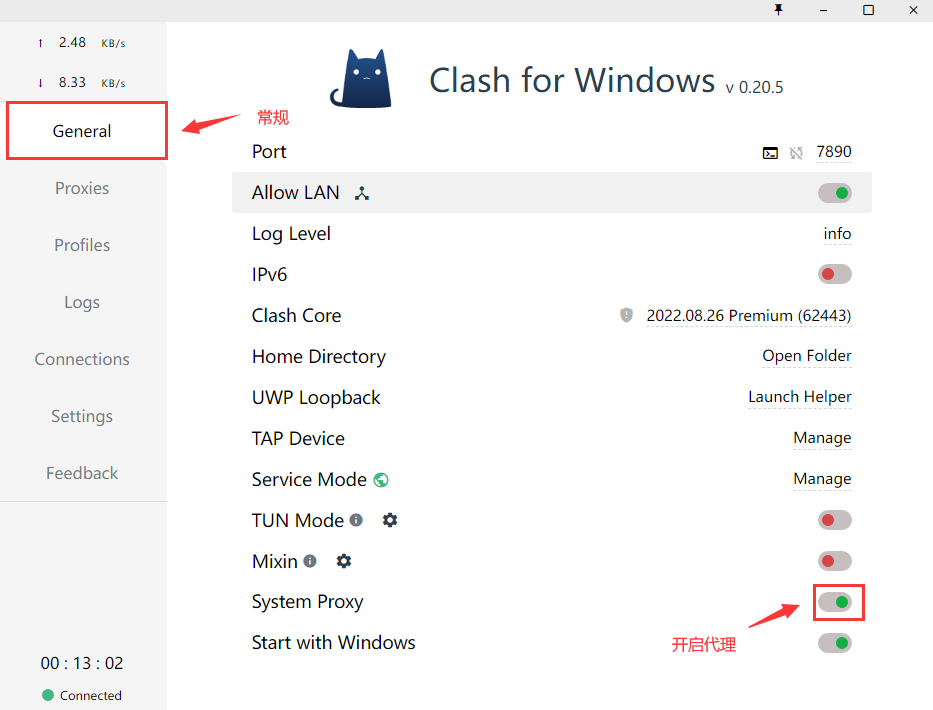 ↑ 2.48 KB/s
↓ 8.33 KB/s
General
常规
Proxies
Profiles
Logs
Connections
Settings
Feedback
00 : 13 : 02
Connected
Clash for Windows v 0.20.5
Port 7890
Allow LAN
Log Level info
IPv6
Clash Core 2022.08.26 Premium (62443)
Home Directory Open Folder
UWP Loopback Launch Helper
TAP Device Manage
Service Mode Manage
TUN Mode
Mixin
System Proxy
开启代理
Start with Windows